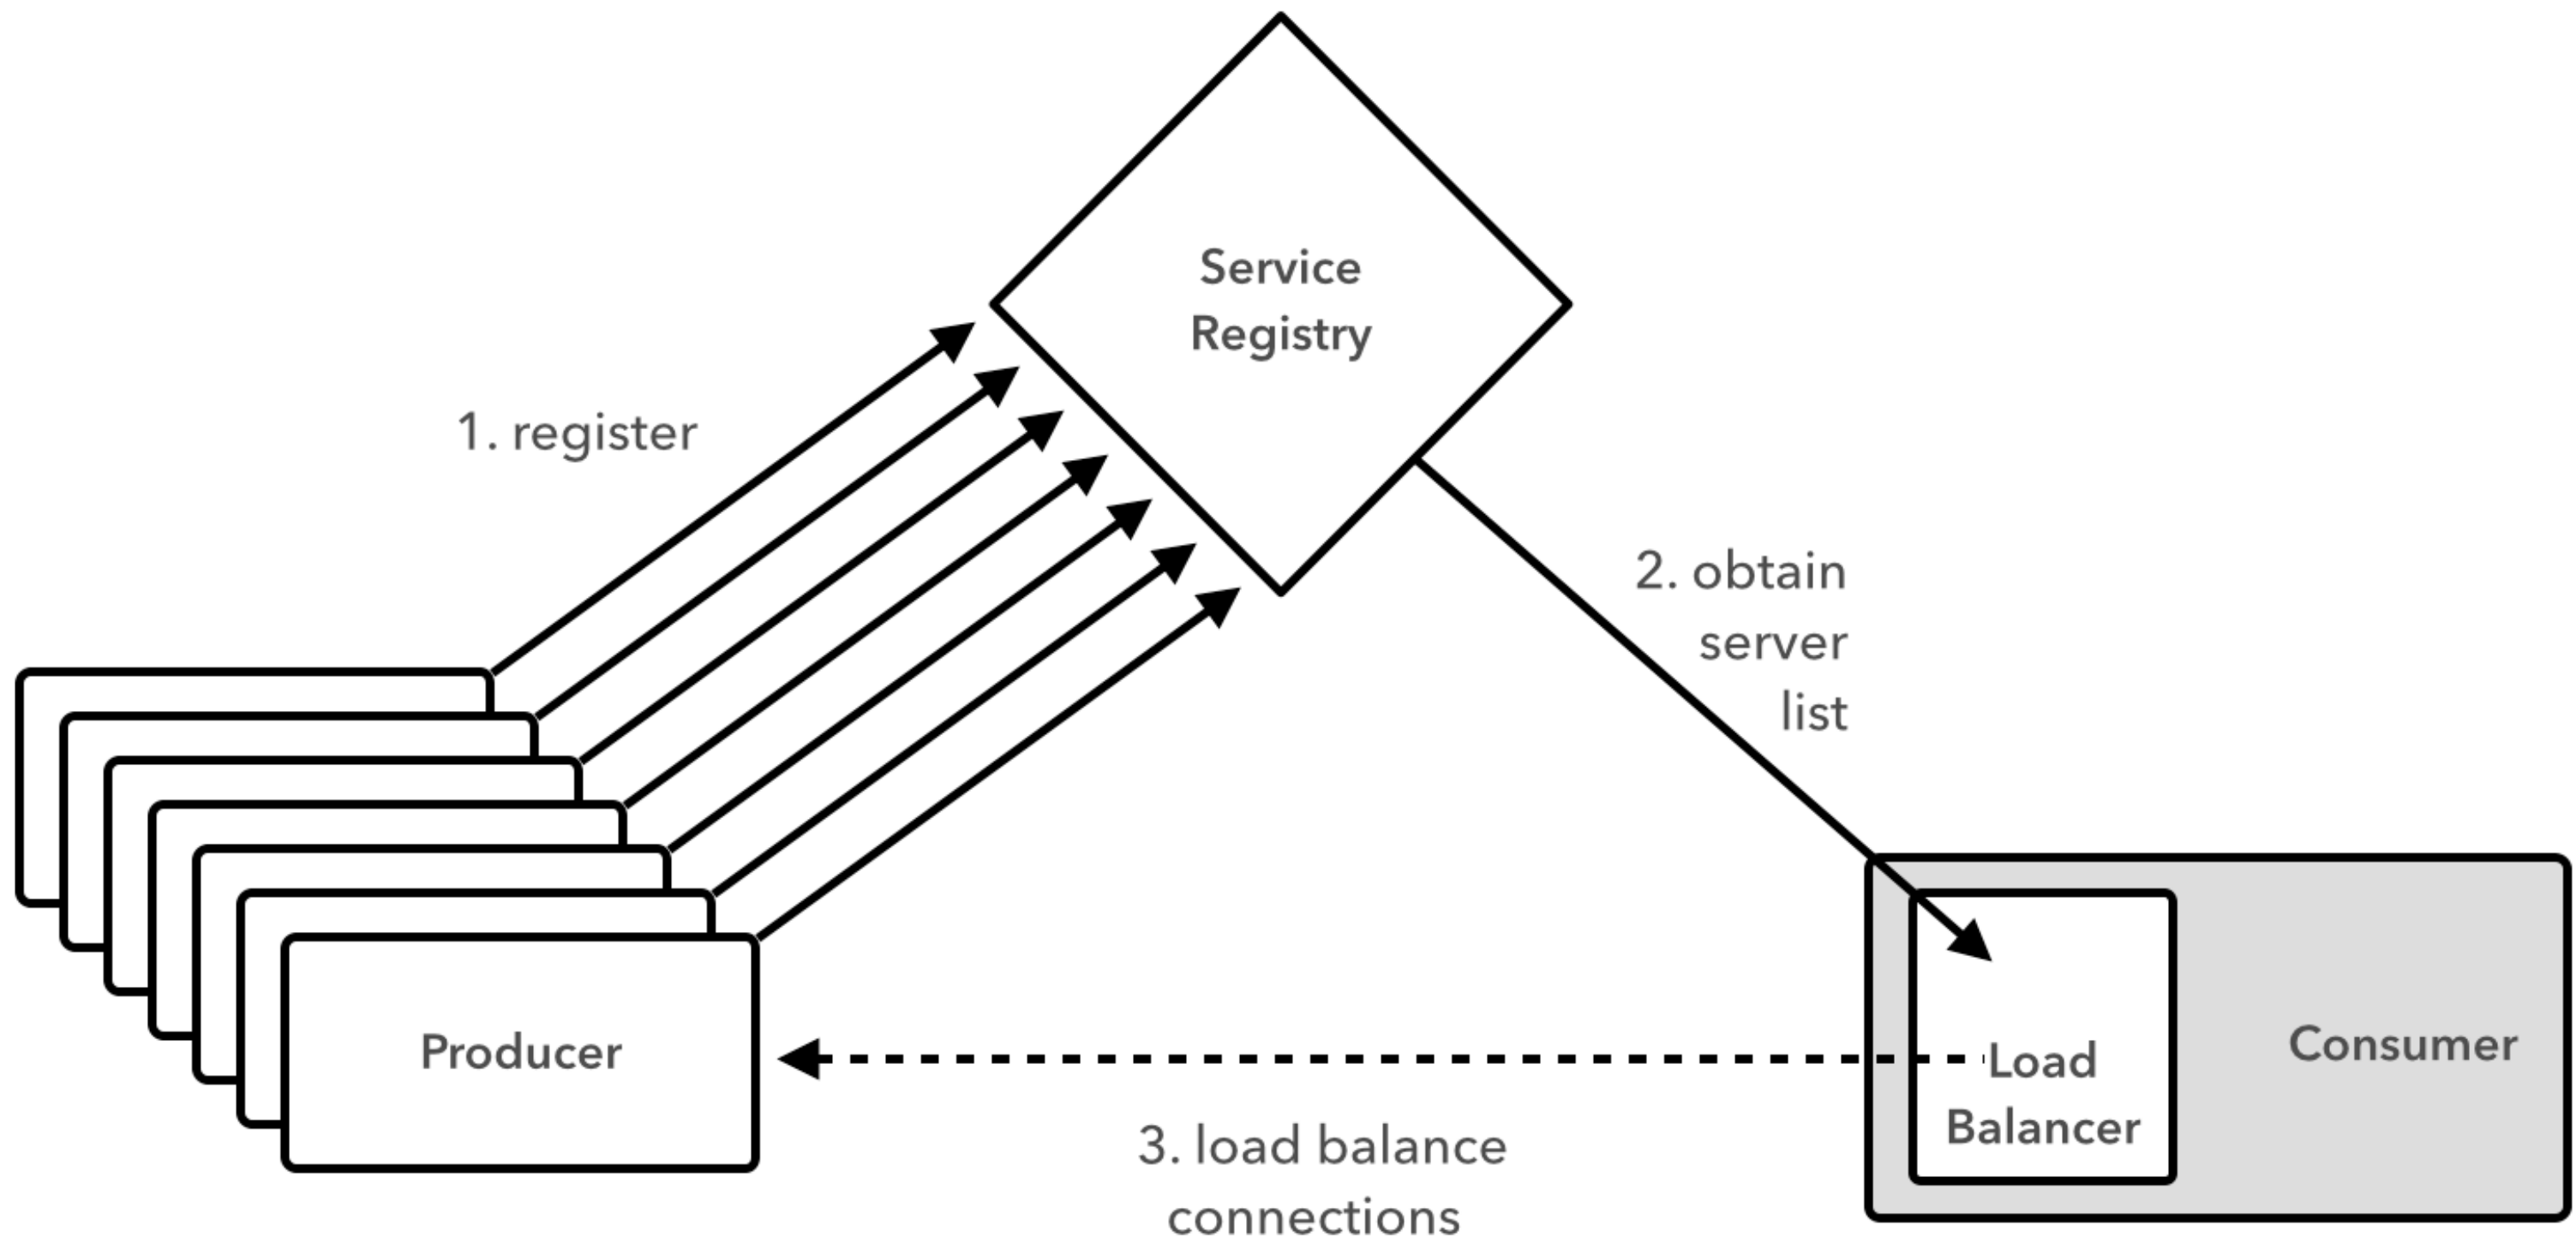 Service
Registry
1. register
2. obtain
server
list
Producer
Load
Balancer
Consumer
3. load balance
connections